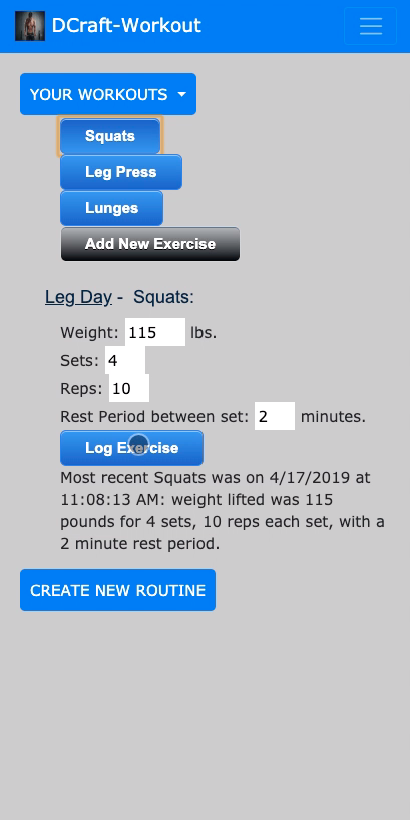 DCraft-Workout
YOUR WORKOUTS
Squats
Leg Press
Lunges
Add New Exercise
Leg Day - Squats:
Weight: 115 lbs.
Sets: 4
Reps: 10
Rest Period between set: 2 minutes.
Log Exercise
Most recent Squats was on 4/17/2019 at
11:08:13 AM: weight lifted was 115
pounds for 4 sets, 10 reps each set, with a
2 minute rest period.
CREATE NEW ROUTINE